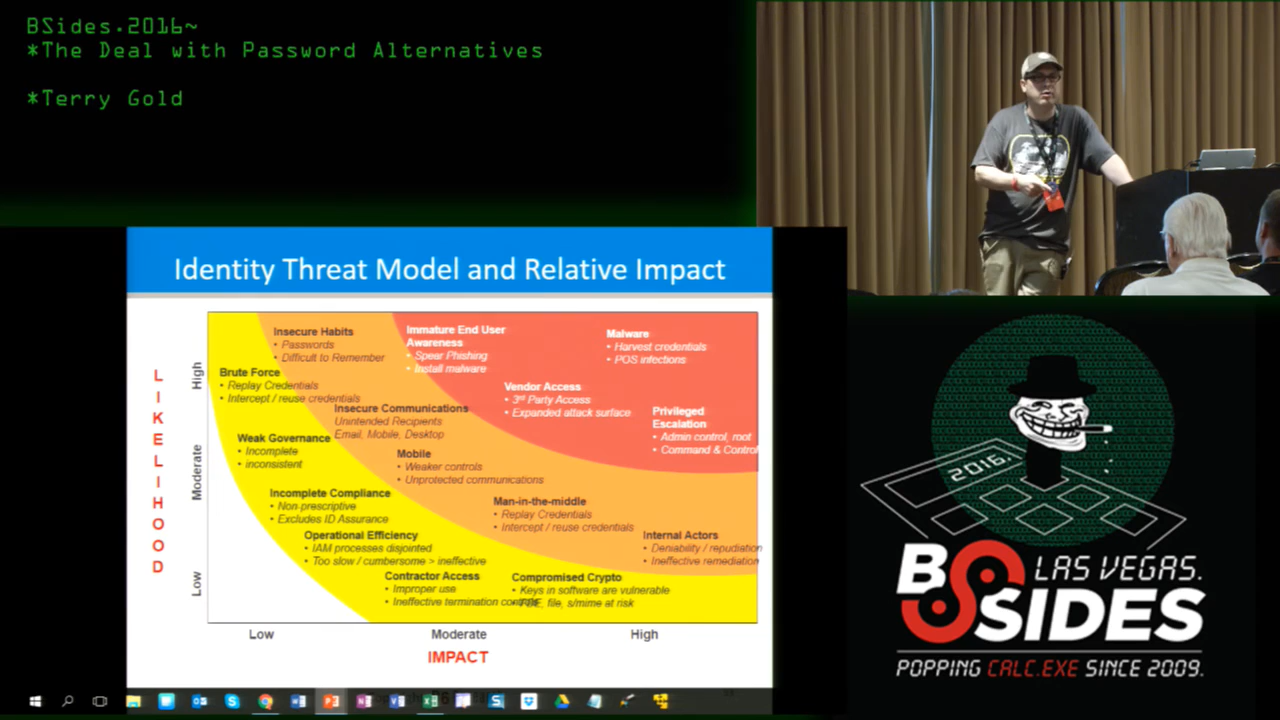 BSides.2016~
*The Deal with Password Alternatives
*Terry Gold
Identity Threat Model and Relative Impact
LIKELIHOOD
High
Moderate
Low
Insecure Habits
• Passwords
• Difficult to Remember
Immature End User
Awareness
• Spear Phishing
• Install malware
Malware
• Harvest credentials
• POS infections
Brute Force
• Replay Credentials
• Intercept / reuse credentials
Vendor Access
• 3rd Party Access
• Expanded attack surface
Insecure Communications
Unintended Recipients
Email, Mobile, Desktop
Privileged
Escalation
• Admin control, root
• Command & Control
Weak Governance
• Incomplete
• inconsistent
Mobile
• Weaker controls
• Unprotected communications
Incomplete Compliance
• Non-prescriptive
• Excludes ID Assurance
Man-in-the-middle
• Replay Credentials
• Intercept / reuse credentials
Operational Efficiency
• IAM processes disjointed
• Too slow / cumbersome > ineffective
Internal Actors
• Deniability / repudiation
• Ineffective remediation
Contractor Access
• Improper use
• Ineffective termination
Compromised Crypto
• Keys in software are vulnerable
file, s/mime at risk
Low
Moderate
High
IMPACT
2016.
BSIDES
LAS VEGAS.
POPPING CALC.EXE SINCE 2009.